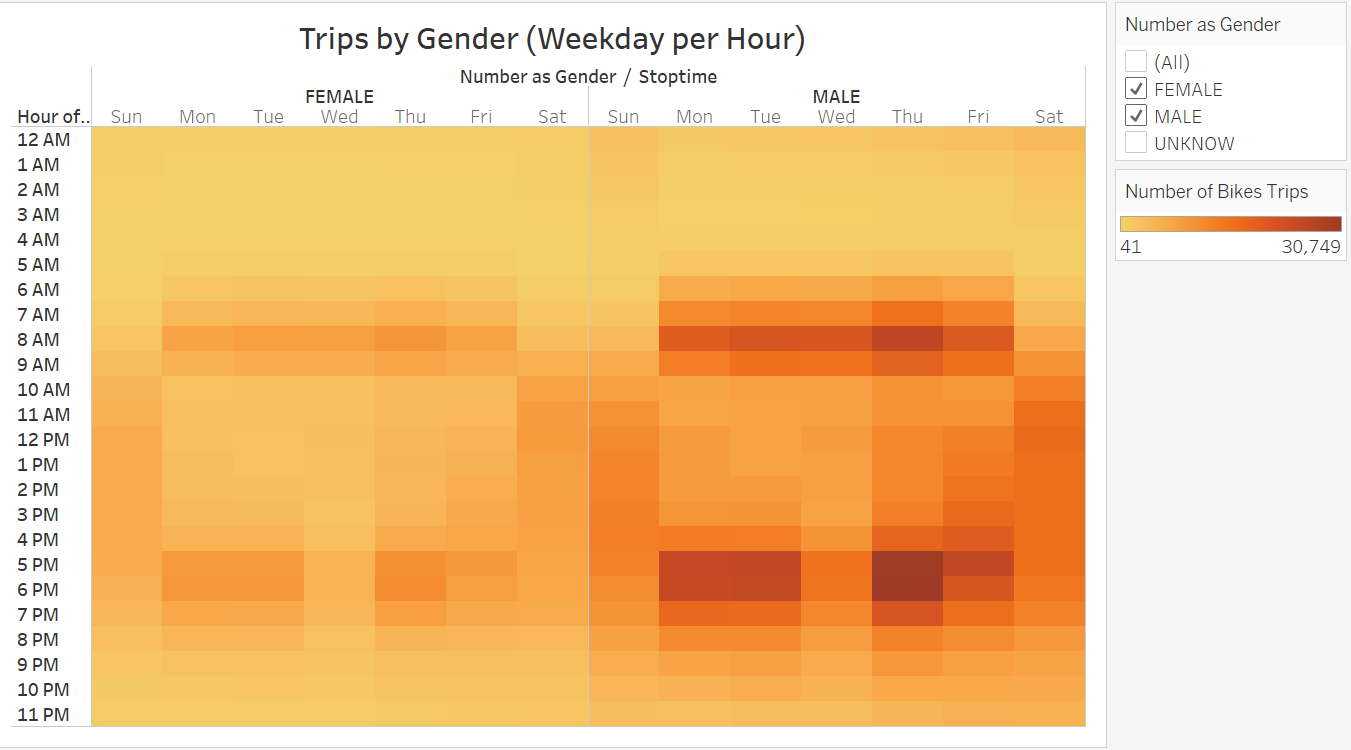 Trips by Gender (Weekday per Hour)
Number as Gender / Stoptime
FEMALE MALE
Hour of.. Sun Mon Tue Wed Thu Fri Sat Sun Mon Tue Wed Thu Fri Sat
12 AM
1 AM
2 AM
3 AM
4 AM
5 AM
6 AM
7 AM
8 AM
9 AM
10 AM
11 AM
12 PM
1 PM
2 PM
3 PM
4 PM
5 PM
6 PM
7 PM
8 PM
9 PM
10 PM
11 PM
Number as Gender
(All)
FEMALE
MALE
UNKNOW
Number of Bikes Trips
41 30,749